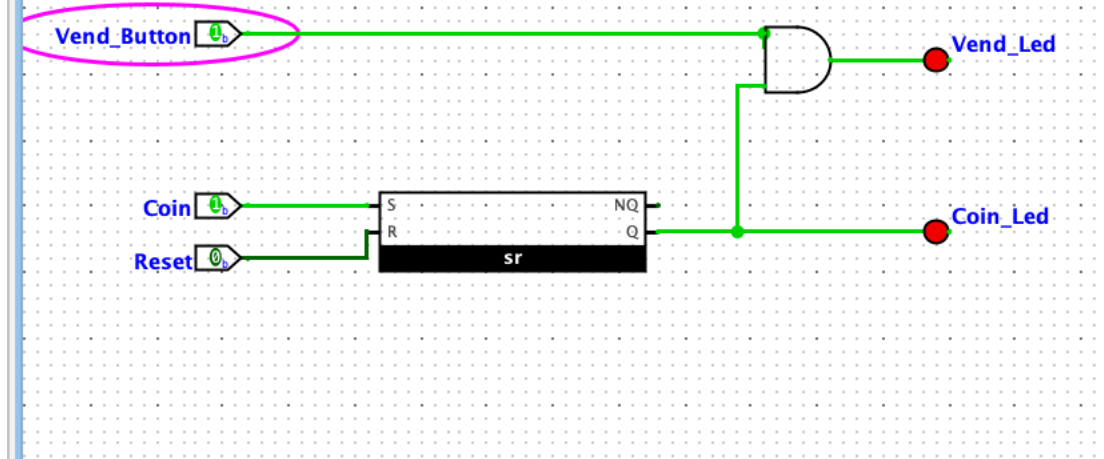 Vend_Button 1b
Vend_Led
Coin 1b
S
NQ
Coin_Led
R
Q
Reset 0b
sr